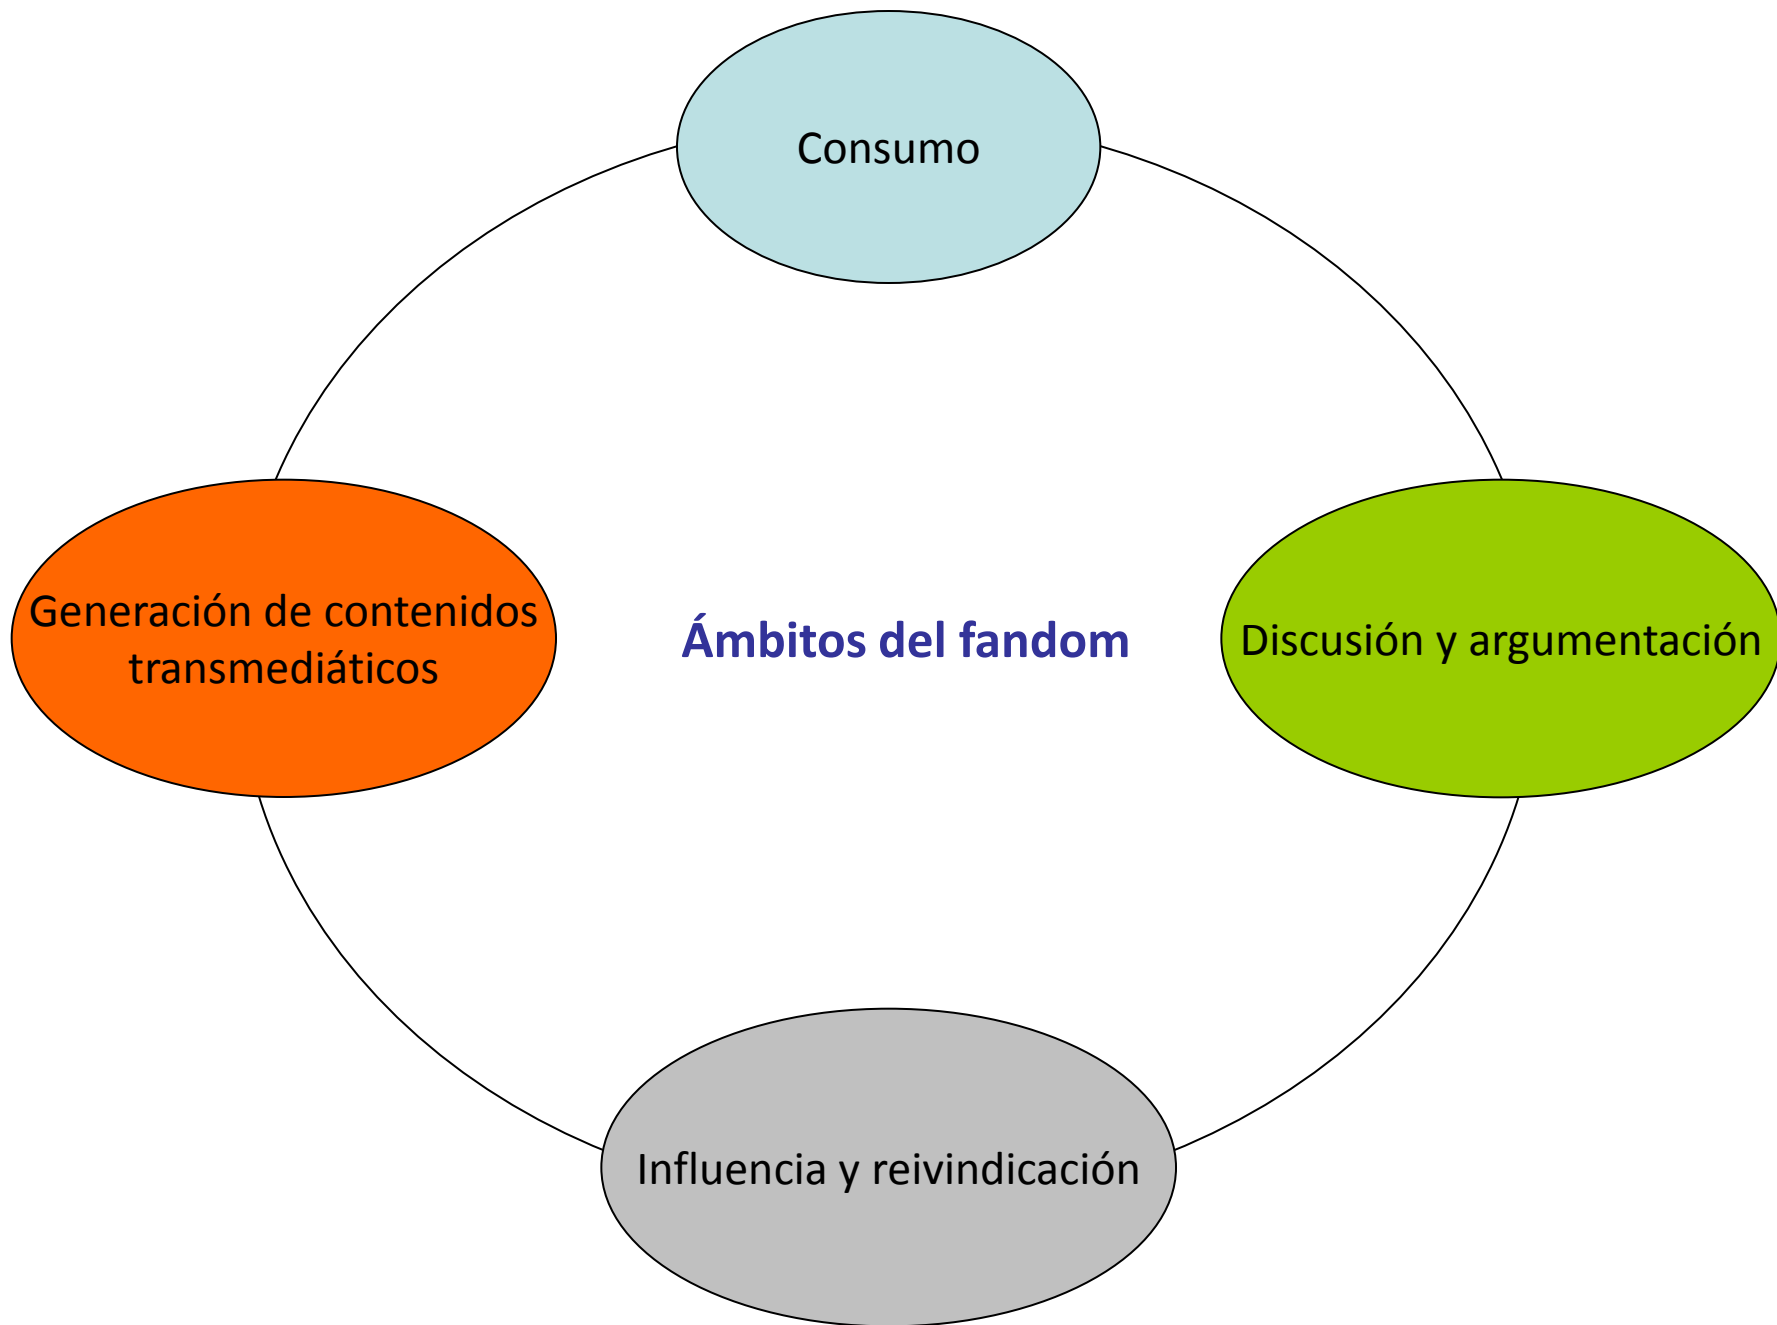 Consumo
Generación de contenidos
transmediáticos
Ámbitos del fandom
Discusión y argumentación
Influencia y reivindicación